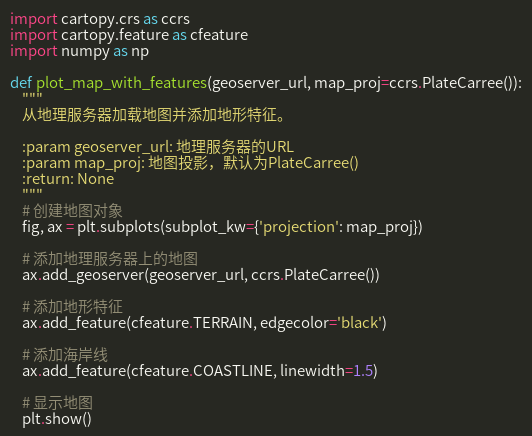 import cartopy.crs as ccrs
import cartopy.feature as cfeature
import numpy as np
def plot_map_with_features(geoserver_url, map_proj=ccrs.PlateCarree()):
"""
从地理服务器加载地图并添加地形特征。
:param geoserver_url: 地理服务器的URL
:param map_proj: 地图投影，默认为PlateCarree()
:return: None
"""
# 创建地图对象
fig, ax = plt.subplots(subplot_kw={'projection': map_proj})
# 添加地理服务器上的地图
ax.add_geoserver(geoserver_url, ccrs.PlateCarree())
# 添加地形特征
ax.add_feature(cfeature.TERRAIN, edgecolor='black')
# 添加海岸线
ax.add_feature(cfeature.COASTLINE, linewidth=1.5)
# 显示地图
plt.show()